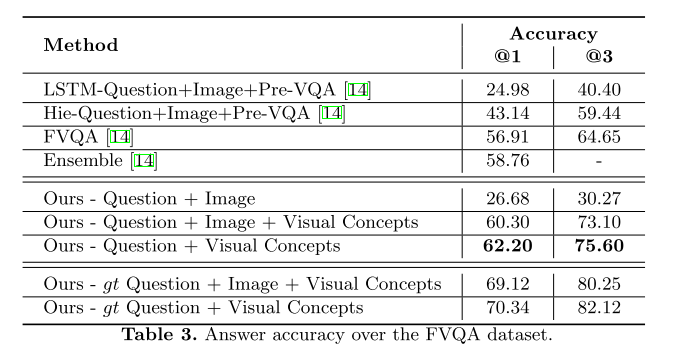 Method Accuracy
@1 @3
LSTM-Question+Image+Pre-VQA [14] 24.98 40.40
Hie-Question+Image+Pre-VQA [14] 43.14 59.44
FVQA [14] 56.91 64.65
Ensemble [14] 58.76 -
Ours - Question + Image 26.68 30.27
Ours - Question + Image + Visual Concepts 60.30 73.10
Ours - Question + Visual Concepts 62.20 75.60
Ours - gt Question + Image + Visual Concepts 69.12 80.25
Ours - gt Question + Visual Concepts 70.34 82.12
Table 3. Answer accuracy over the FVQA dataset.